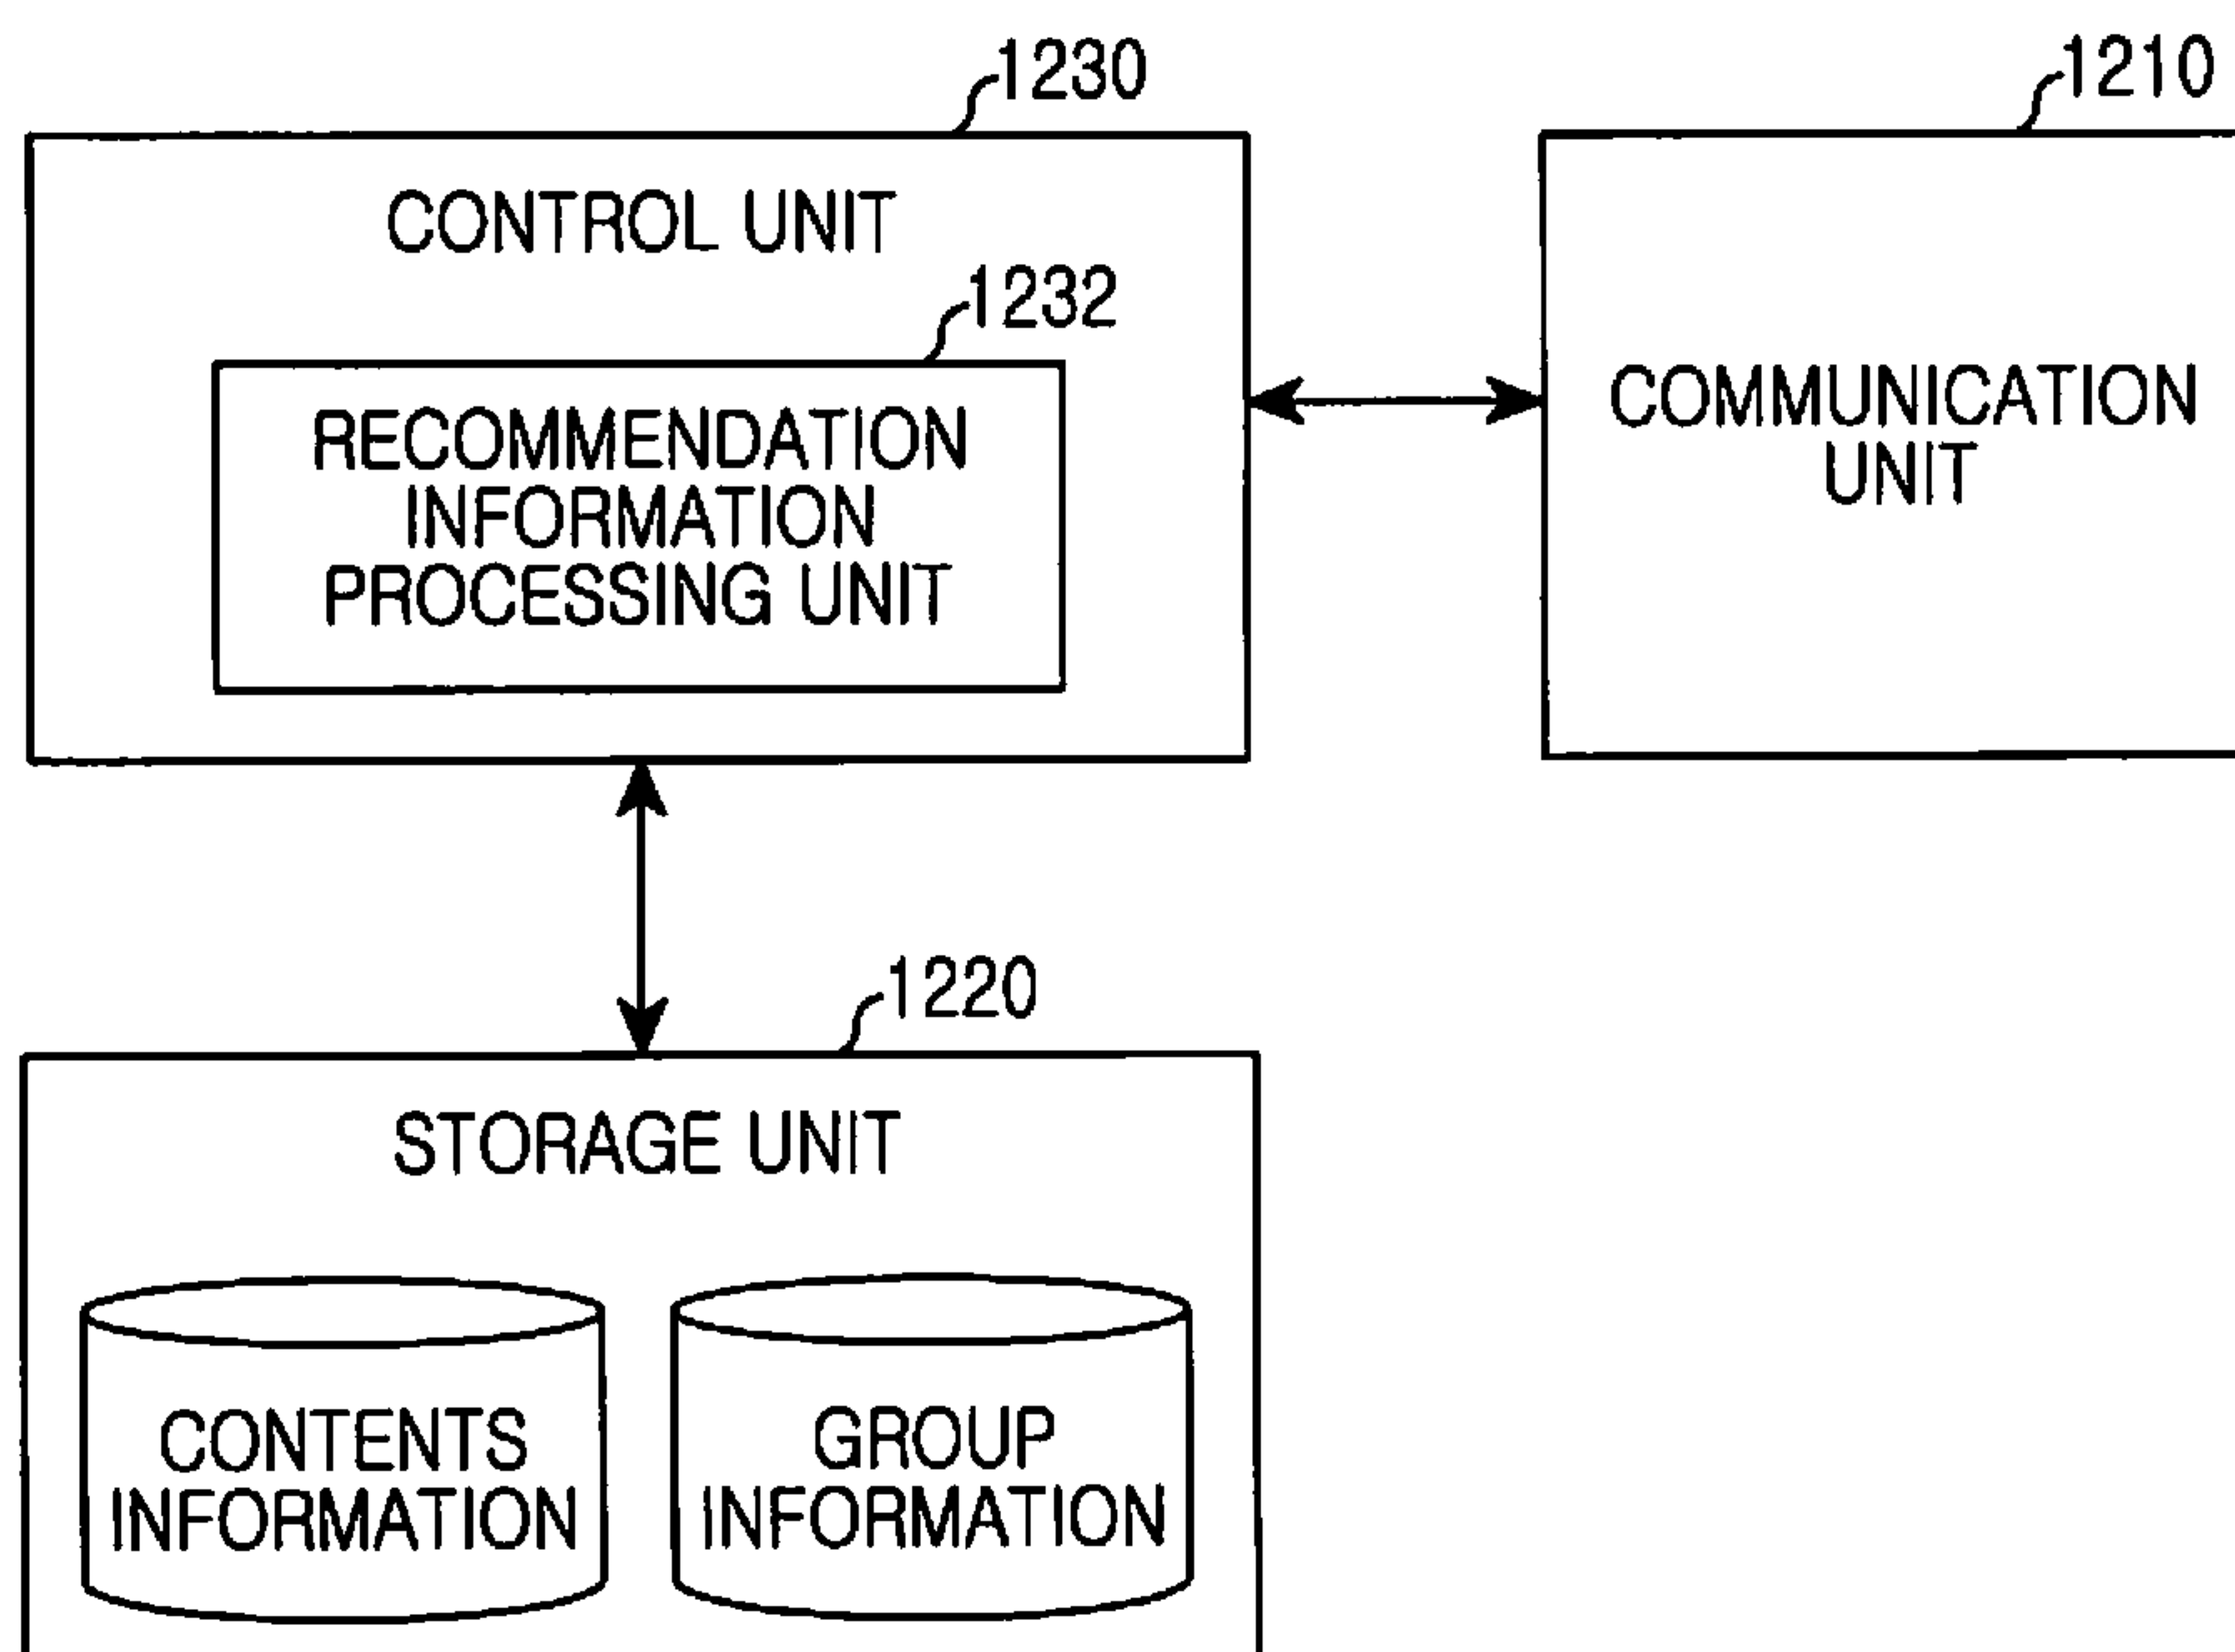 1230
1210
CONTROL UNIT
1232
RECOMMENDATION
INFORMATION
PROCESSING UNIT
COMMUNICATION
UNIT
1220
STORAGE UNIT
CONTENTS
INFORMATION
GROUP
INFORMATION